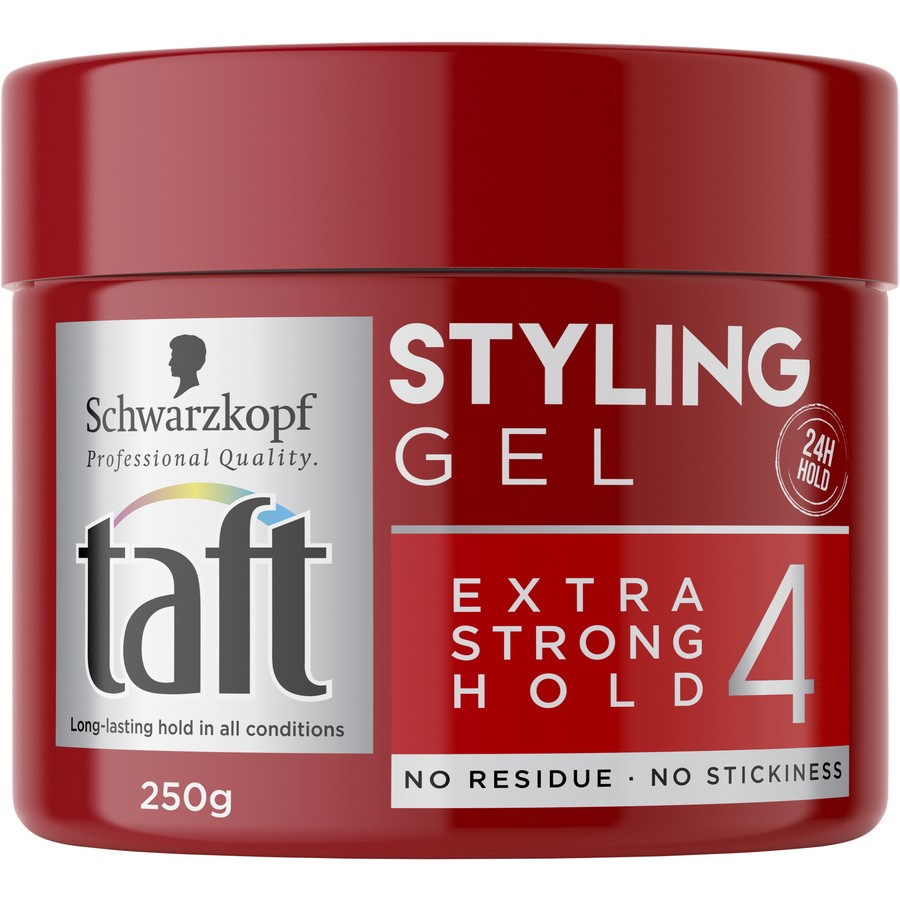 Schwarzkopf
Professional Quality.
taft
Long-lasting hold in all conditions
250g
STYLING
GEL
24H
HOLD
EXTRA
STRONG
HOLD
4
NO RESIDUE · NO STICKINESS